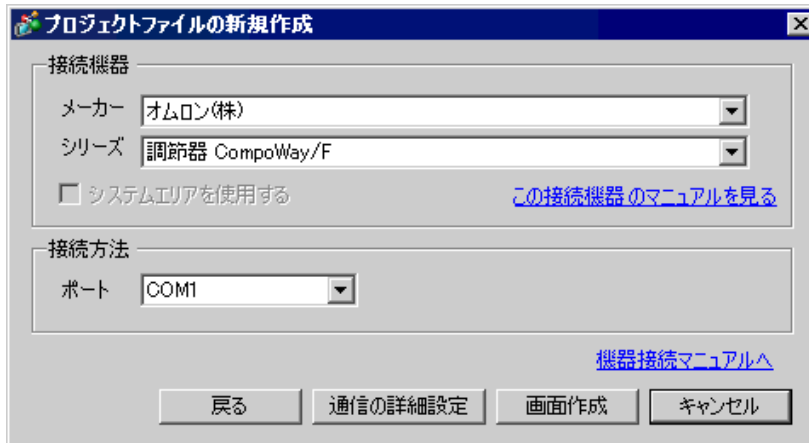 プロジェクトファイルの新規作成
接続機器
メーカー オムロン(株)
シリーズ 調節器 CompoWay/F
システムエリアを使用する この接続機器のマニュアルを見る
接続方法
ポート COM1
機器接続マニュアルへ
戻る 通信の詳細設定 画面作成 キャンセル